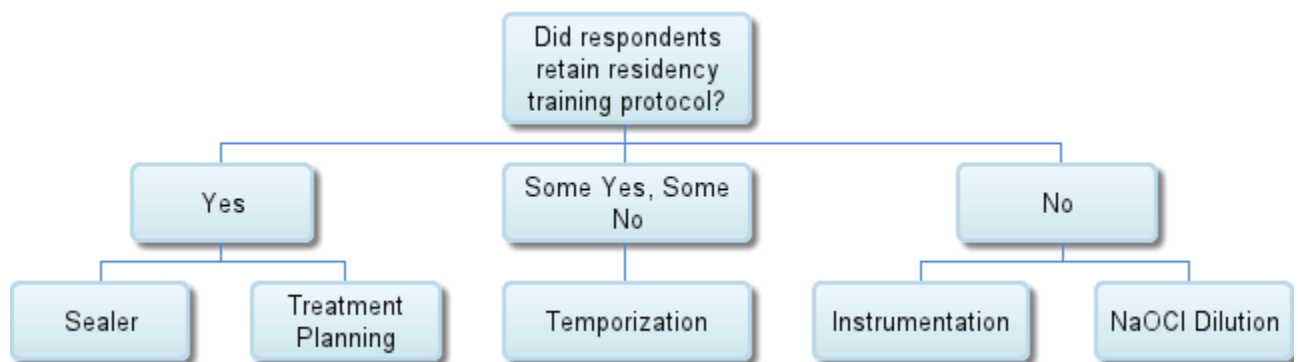 Did respondents
retain residency
training protocol?
Yes
Some Yes, Some
No
No
Sealer
Treatment
Planning
Temporization
Instrumentation
NaOCl Dilution